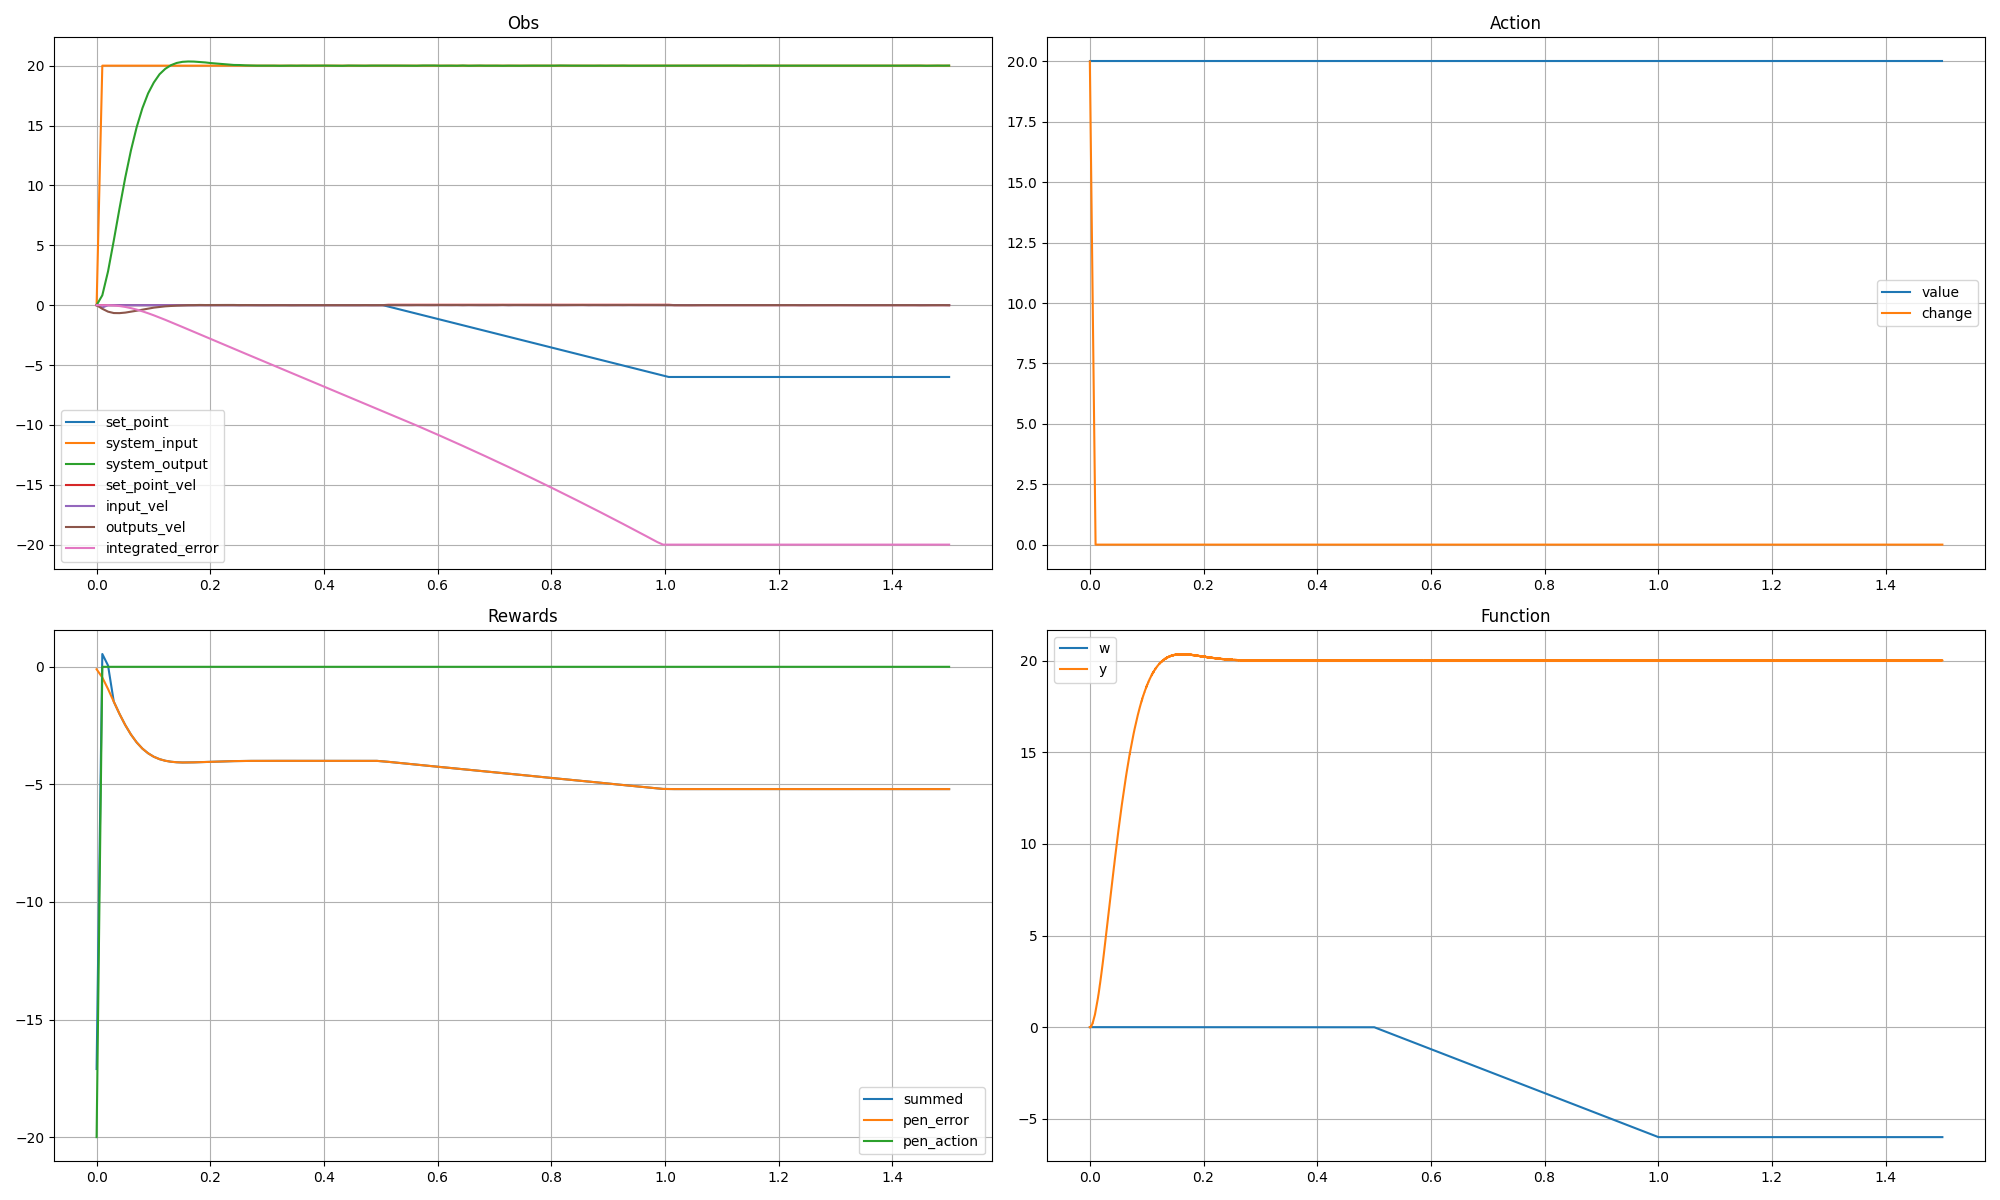 Obs
20
15
10
5
0
−5
−10
−15
−20
set_point
system_input
system_output
set_point_vel
input_vel
outputs_vel
integrated_error
0.0 0.2 0.4 0.6 0.8 1.0 1.2 1.4
Action
20.0
17.5
15.0
12.5
10.0
7.5
5.0
2.5
0.0
value
change
0.0 0.2 0.4 0.6 0.8 1.0 1.2 1.4
Rewards
0
−5
−10
−15
−20
summed
pen_error
pen_action
0.0 0.2 0.4 0.6 0.8 1.0 1.2 1.4
Function
w
y
20
15
10
5
0
−5
0.0 0.2 0.4 0.6 0.8 1.0 1.2 1.4